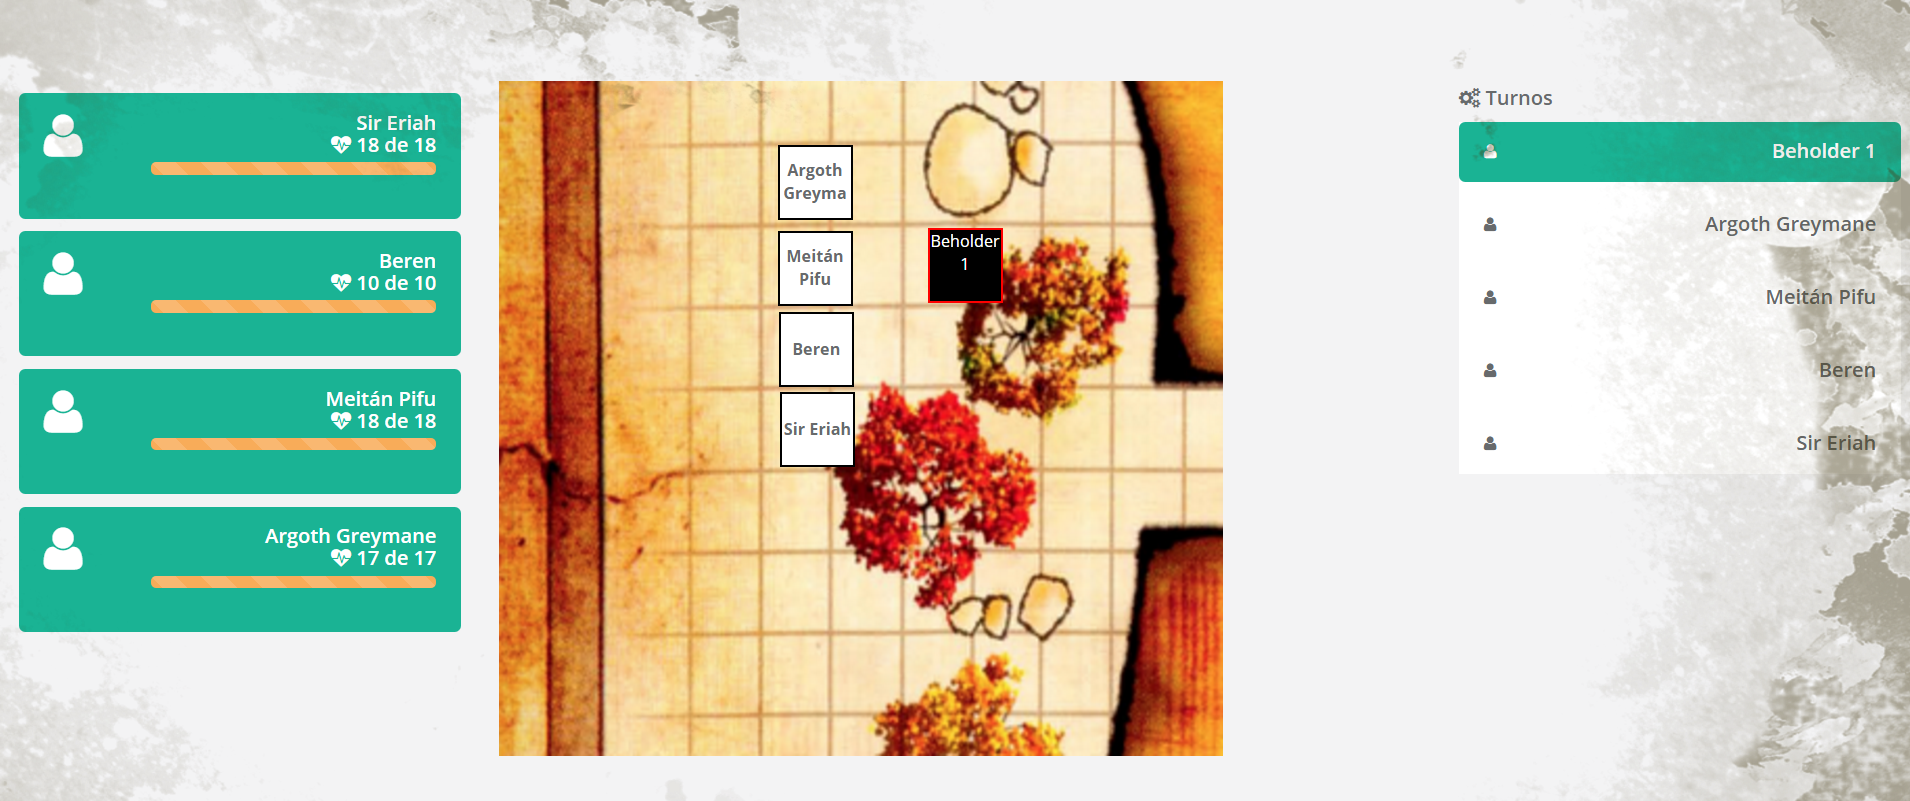 Sir Eriah
18 de 18
Beren
10 de 10
Meitán Pifu
18 de 18
Argoth Greymane
17 de 17
Argoth
Greyma
Meitán
Pifu
Beren
Sir Eriah
Beholder
1
Turnos
Beholder 1
Argoth Greymane
Meitán Pifu
Beren
Sir Eriah